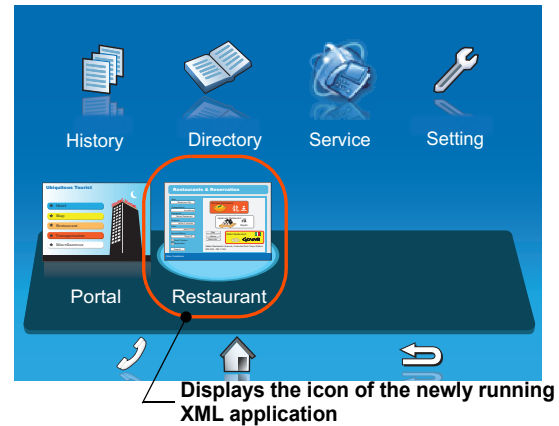 History Directory Service Setting
Ubiquitous Tourist
Restaurants & Reservation
Portal Restaurant
Displays the icon of the newly running
XML application